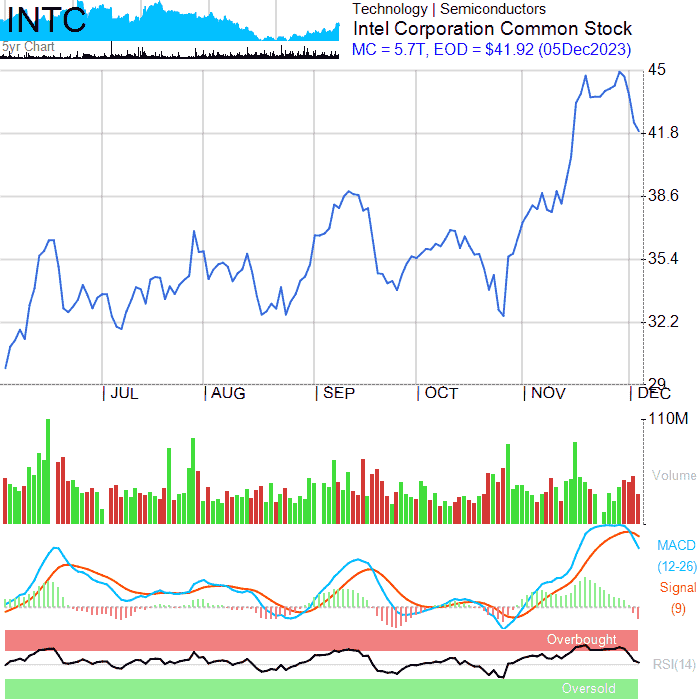 INTC
5yr Chart
Technology | Semiconductors
Intel Corporation Common Stock
MC = 5.7T, EOD = $41.92 (05Dec2023)
45
41.8
38.6
35.4
32.2
29
| JUL | AUG | SEP | OCT | NOV | DEC
110M
Volume
MACD
(12-26)
Signal
(9)
Overbought
RSI(14)
Oversold